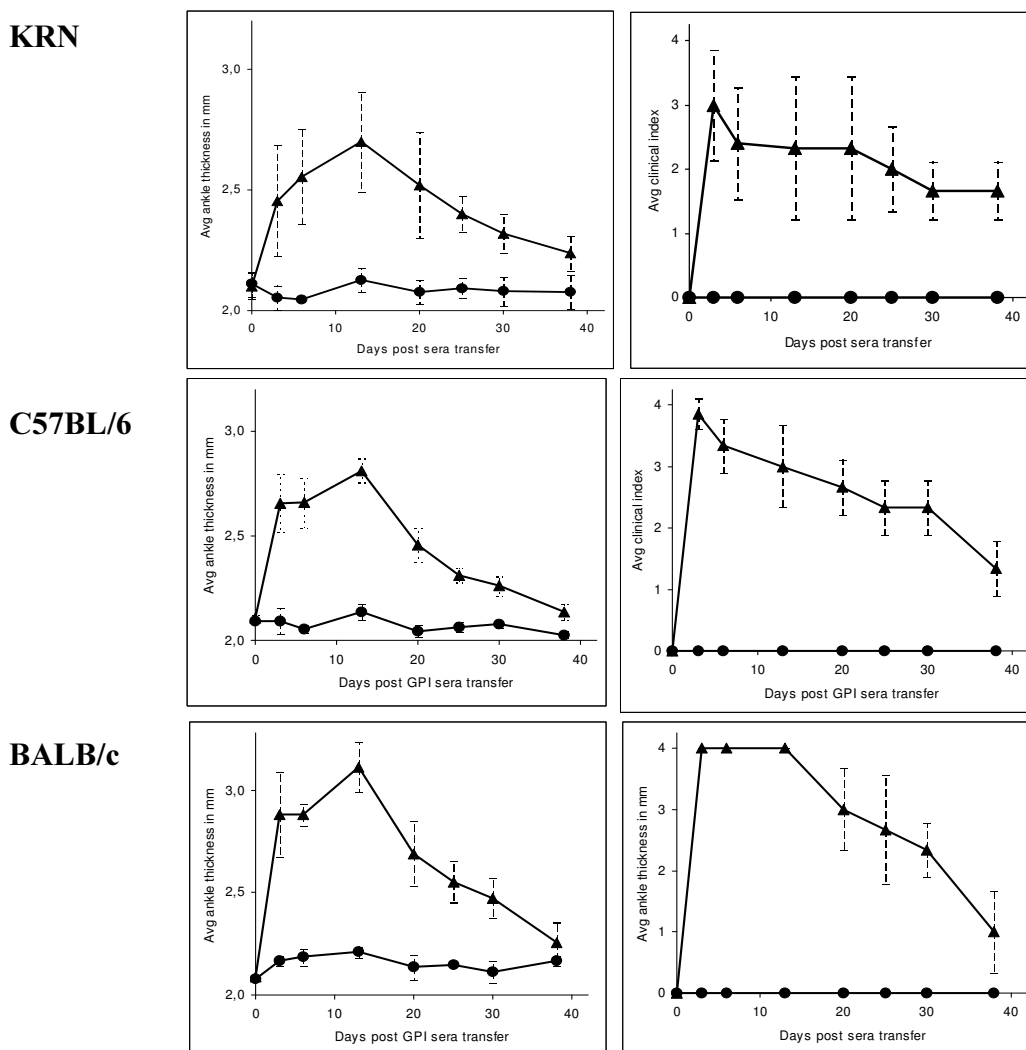 KRN
Avg ankle thickness in mm
3,0
2,5
2,0
0 10 20 30 40
Days post sera transfer
Avg clinical index
4
3
2
1
0
0 10 20 30 40
Days post sera transfer
C57BL/6
Avg ankle thickness in mm
3,0
2,5
2,0
0 10 20 30 40
Days post GPI sera transfer
Avg clinical index
4
3
2
1
0
0 10 20 30 40
Days post GPI sera transfer
BALB/c
Avg ankle thickness in mm
3,0
2,5
2,0
0 10 20 30 40
Days post GPI sera transfer
Avg ankle thickness in mm
4
3
2
1
0
0 10 20 30 40
Days post sera transfer